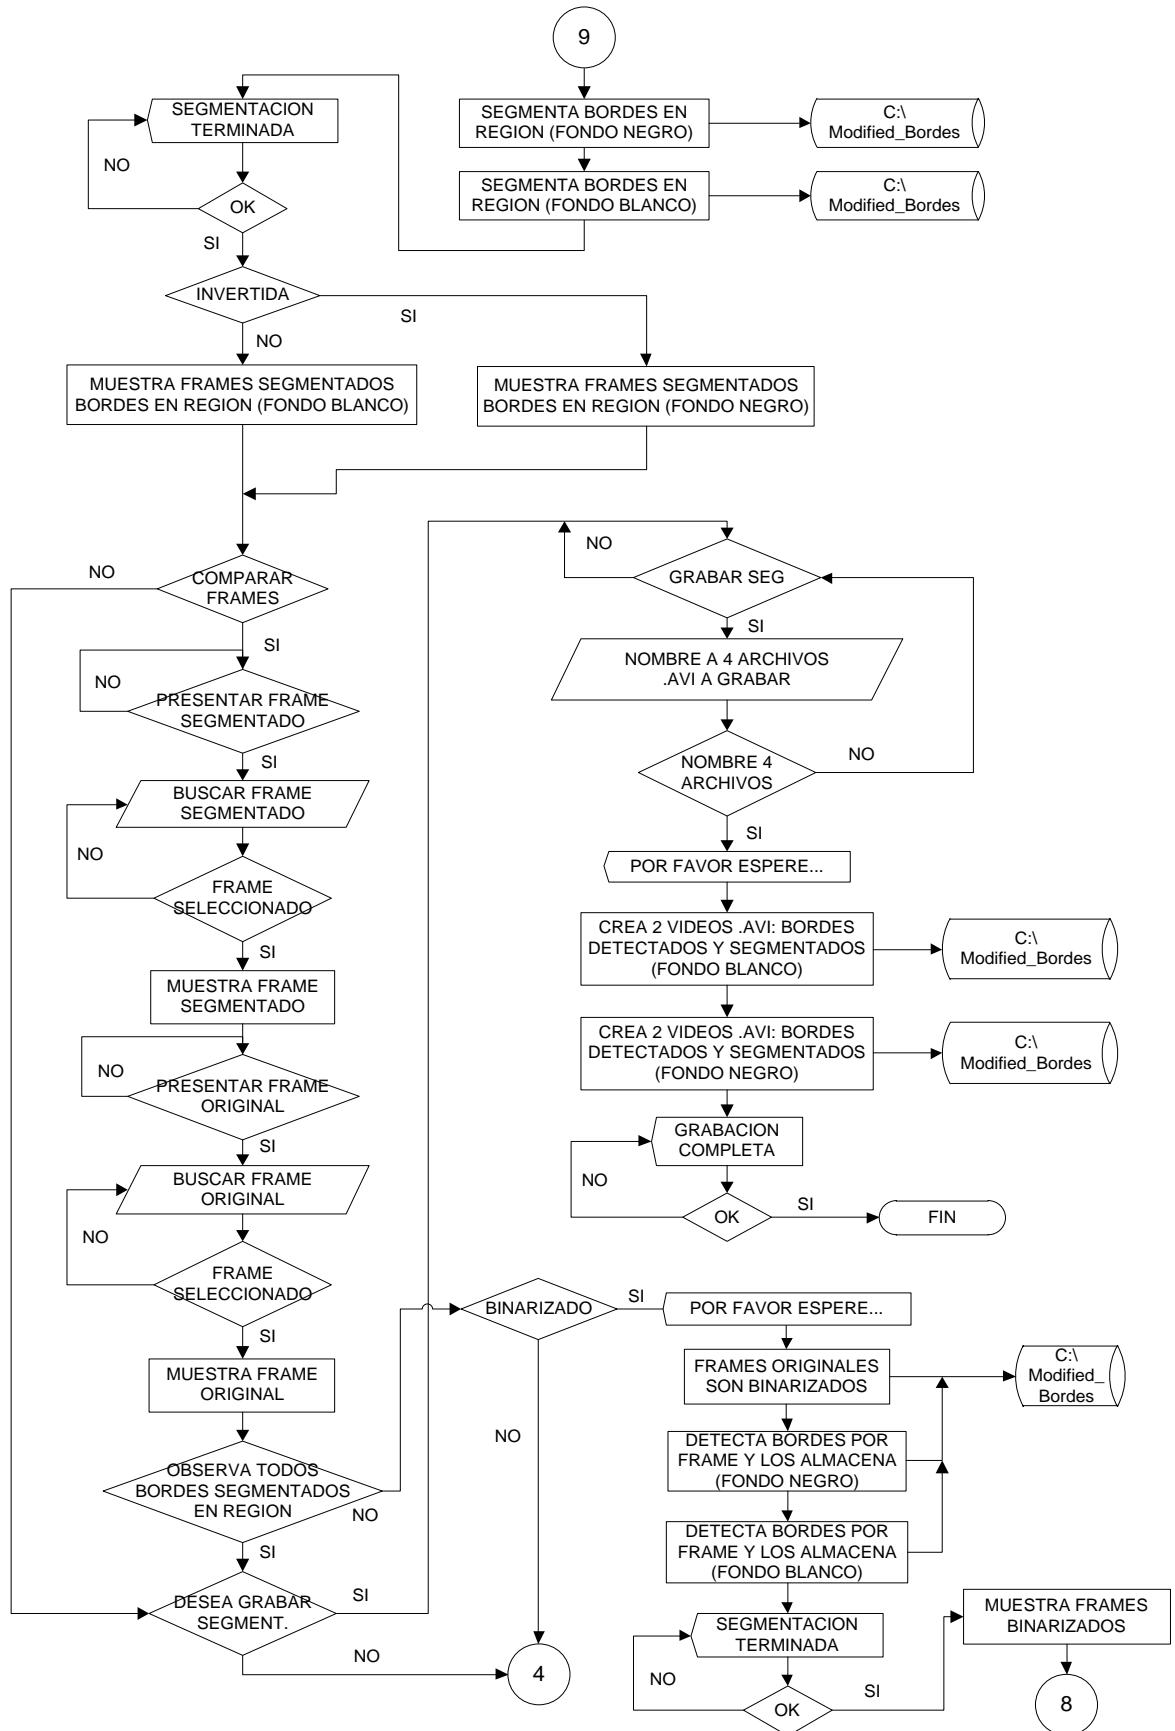 9
SEGMENTACION
TERMINADA
SEGMENTA BORDES EN
REGION (FONDO NEGRO)
C:\
Modified_Bordes
NO
SEGMENTA BORDES EN
REGION (FONDO BLANCO)
C:\
Modified_Bordes
OK
SI
INVERTIDA
SI
NO
MUESTRA FRAMES SEGMENTADOS
BORDES EN REGION (FONDO BLANCO)
MUESTRA FRAMES SEGMENTADOS
BORDES EN REGION (FONDO NEGRO)
NO
COMPARAR
FRAMES
SI
NO
PRESENTAR FRAME
SEGMENTADO
SI
BUSCAR FRAME
SEGMENTADO
NO
FRAME
SELECCIONADO
SI
MUESTRA FRAME
SEGMENTADO
NO
PRESENTAR FRAME
ORIGINAL
SI
BUSCAR FRAME
ORIGINAL
NO
FRAME
SELECCIONADO
SI
MUESTRA FRAME
ORIGINAL
OBSERVA TODOS
BORDES SEGMENTADOS
EN REGION
NO
SI
DESEA GRABAR
SEGMENT.
SI
NO
NO
GRABAR SEG
SI
NOMBRE A 4 ARCHIVOS
.AVI A GRABAR
NOMBRE 4
ARCHIVOS
NO
SI
POR FAVOR ESPERE...
CREA 2 VIDEOS .AVI: BORDES
DETECTADOS Y SEGMENTADOS
(FONDO BLANCO)
C:\
Modified_Bordes
CREA 2 VIDEOS .AVI: BORDES
DETECTADOS Y SEGMENTADOS
(FONDO NEGRO)
C:\
Modified_Bordes
GRABACION
COMPLETA
NO
OK
SI
FIN
BINARIZADO
SI
NO
4
POR FAVOR ESPERE...
FRAMES ORIGINALES
SON BINARIZADOS
C:\
Modified_
Bordes
DETECTA BORDES POR
FRAME Y LOS ALMACENA
(FONDO NEGRO)
DETECTA BORDES POR
FRAME Y LOS ALMACENA
(FONDO BLANCO)
SEGMENTACION
TERMINADA
NO
OK
SI
MUESTRA FRAMES
BINARIZADOS
8